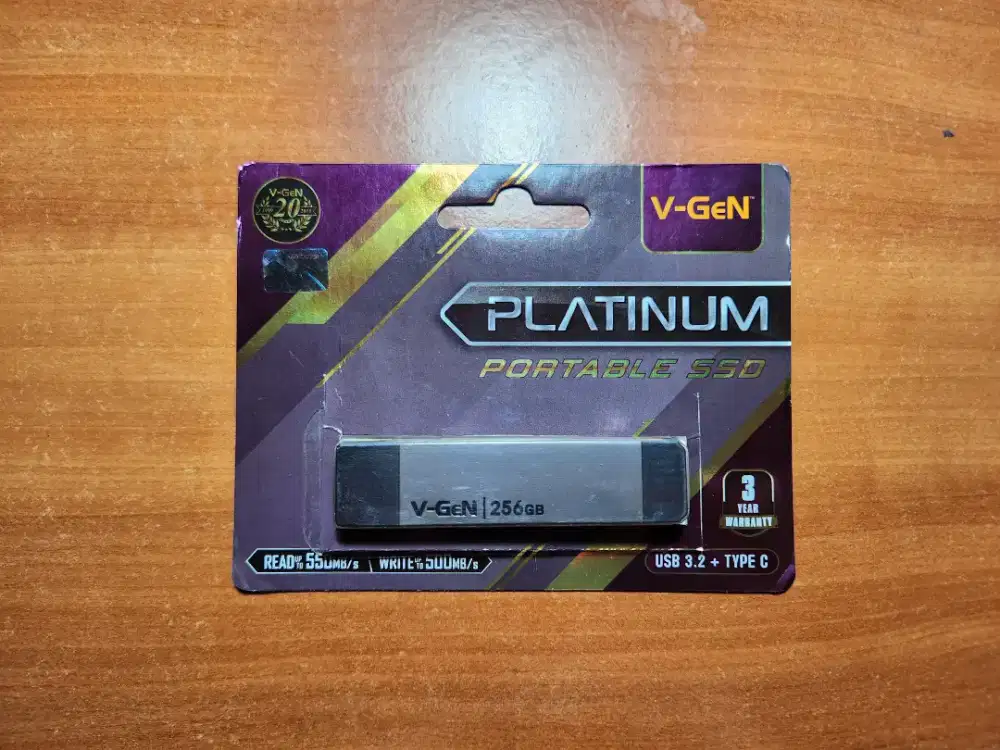 V-GeN
20
V-GeN™
PLATINUM
PORTABLE SSD
V-GeN | 256GB
3
YEAR
WARRANTY
READ UP TO 550MB/s
WRITE UP TO 500MB/s
USB 3.2 + TYPE C